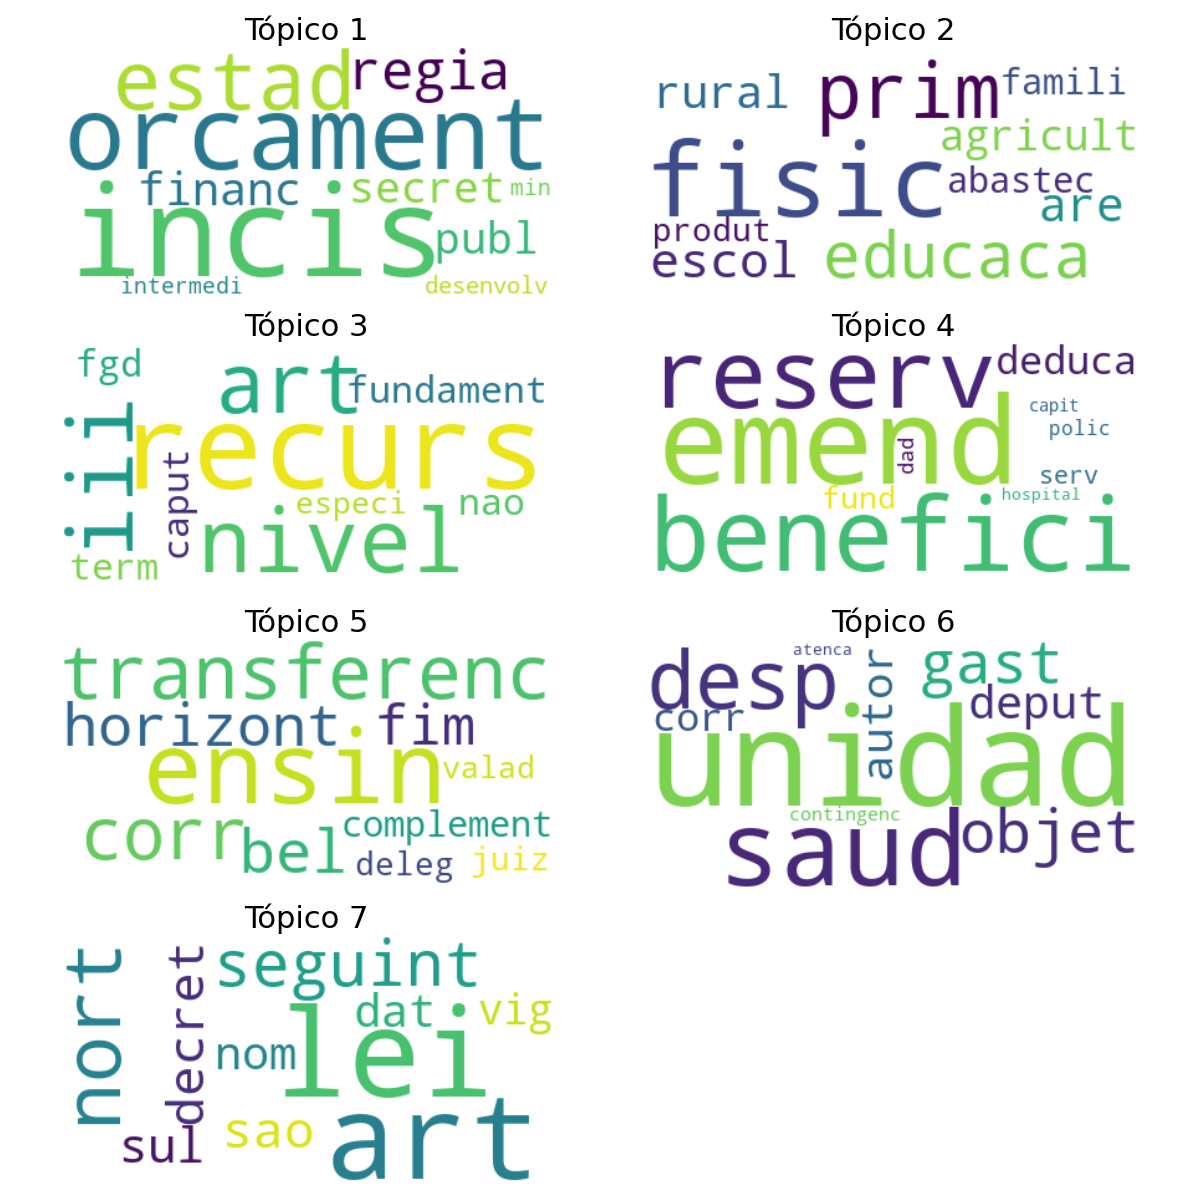 Tópico 1
estad
regia
orcament
financ
secret
min
incis
publ
intermedi
desenvolv
Tópico 2
rural
prim
famili
agricult
fisic
abastec
are
produt
escol
educaca
Tópico 3
fgd
art
fundament
iii
recurs
caput
especi
nao
nivel
term
Tópico 4
reserv
deduca
capit
emend
polic
dad
serv
fund
hospital
benefici
Tópico 5
transferenc
horizont
fim
ensin
valad
corr
bel
complement
deleg
juiz
Tópico 6
atenca
desp
autor
gast
corr
deput
unidad
contingenc
saud
objet
Tópico 7
nort
decret
seguint
dat
vig
lei
nom
sao
sul
art